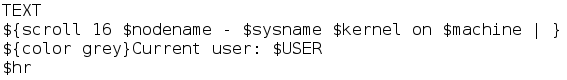 TEXT
${scroll 16 $nodename - $sysname $kernel on $machine | }
${color grey}Current user: $USER
$hr